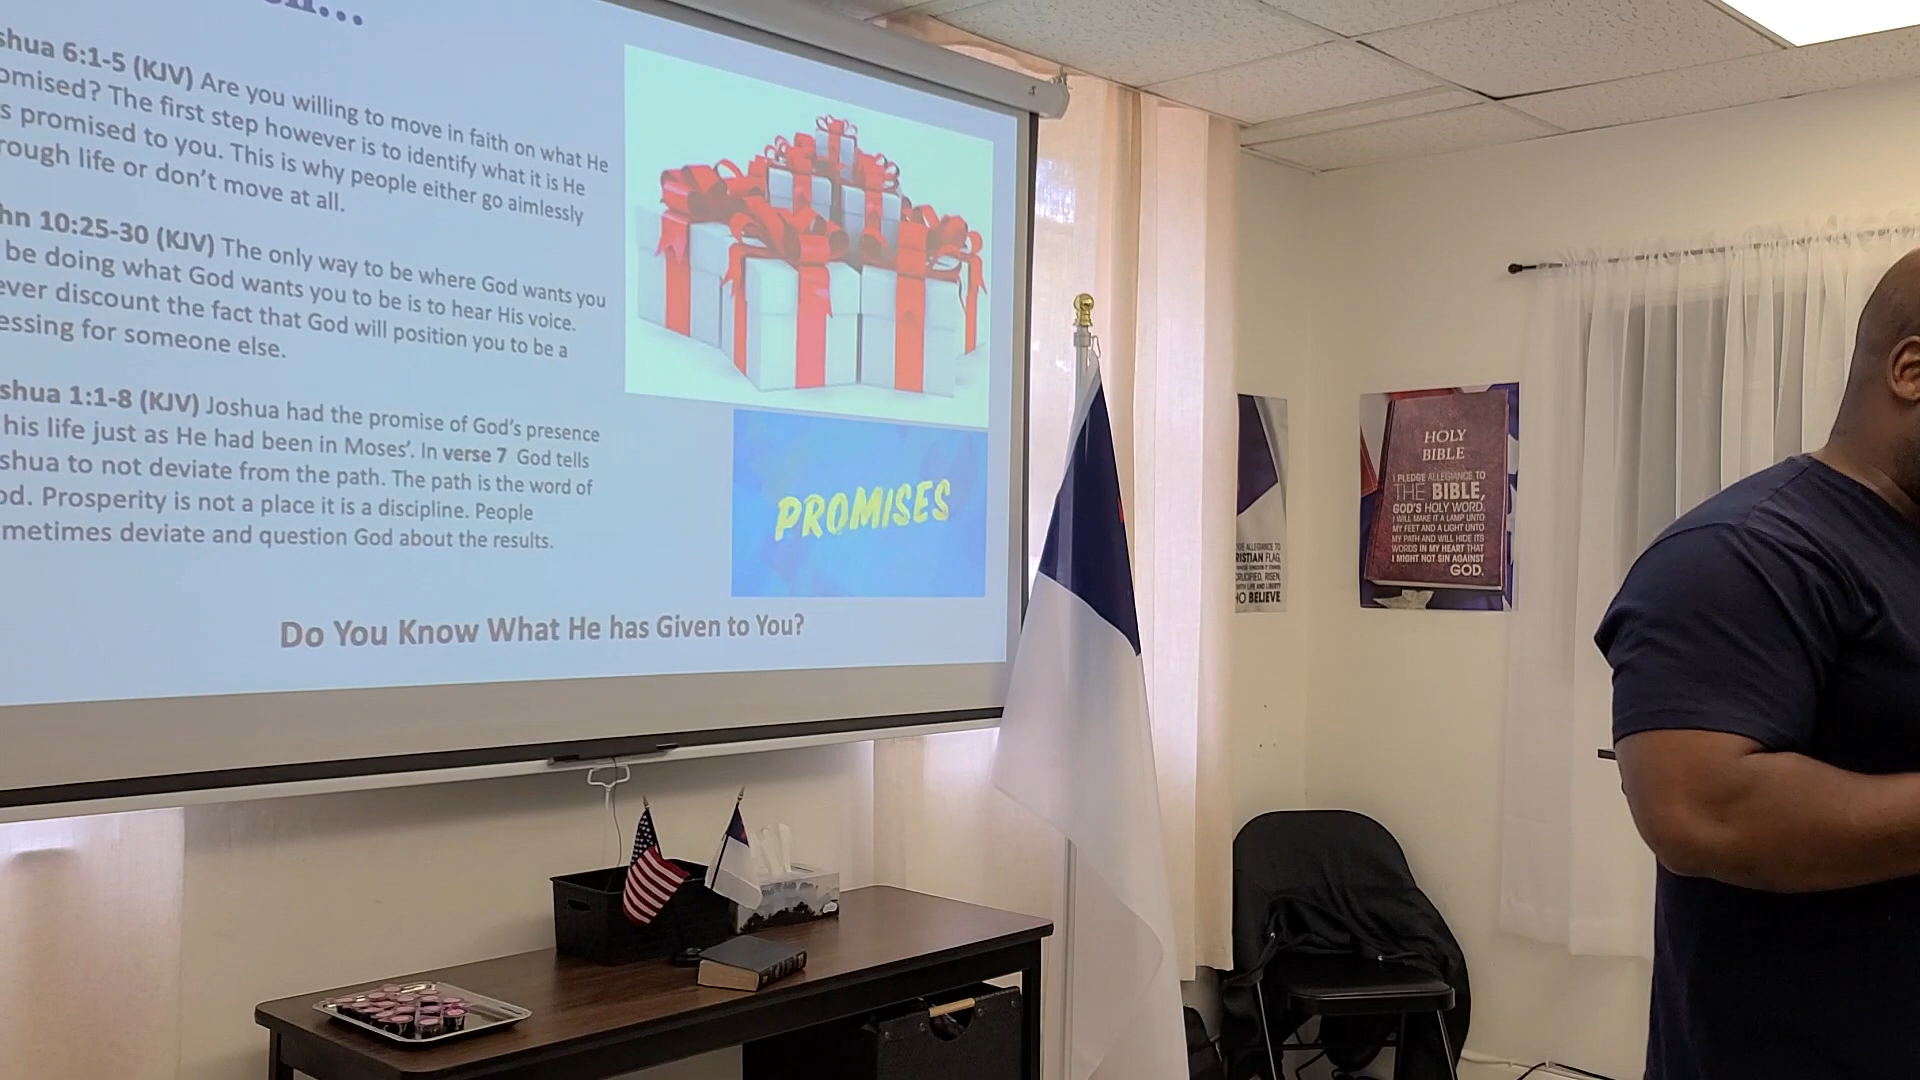 shua 6:1-5 (KJV) Are you willing to move in faith on what He
omised? The first step however is to identify what it is He
s promised to you. This is why people either go aimlessly
rough life or don't move at all.
hn 10:25-30 (KJV) The only way to be where God wants you
be doing what God wants you to be is to hear His voice.
ever discount the fact that God will position you to be a
essing for someone else.
shua 1:1-8 (KJV) Joshua had the promise of God's presence
his life just as He had been in Moses'. In verse 7 God tells
shua to not deviate from the path. The path is the word of
od. Prosperity is not a place it is a discipline. People
metimes deviate and question God about the results.
PROMISES
Do You Know What He has Given to You?
GE ALLEGIANCE TO
RISTIAN FLAG,
CRUCIFIED, RISEN,
WITH LIFE AND LIBERTY
HO BELIEVE
HOLY
BIBLE
I PLEDGE ALLEGIANCE TO
THE BIBLE,
GOD'S HOLY WORD,
I WILL MAKE IT A LAMP UNTO
MY FEET AND A LIGHT UNTO
MY PATH AND WILL HIDE ITS
WORDS IN MY HEART THAT
I MIGHT NOT SIN AGAINST
GOD.